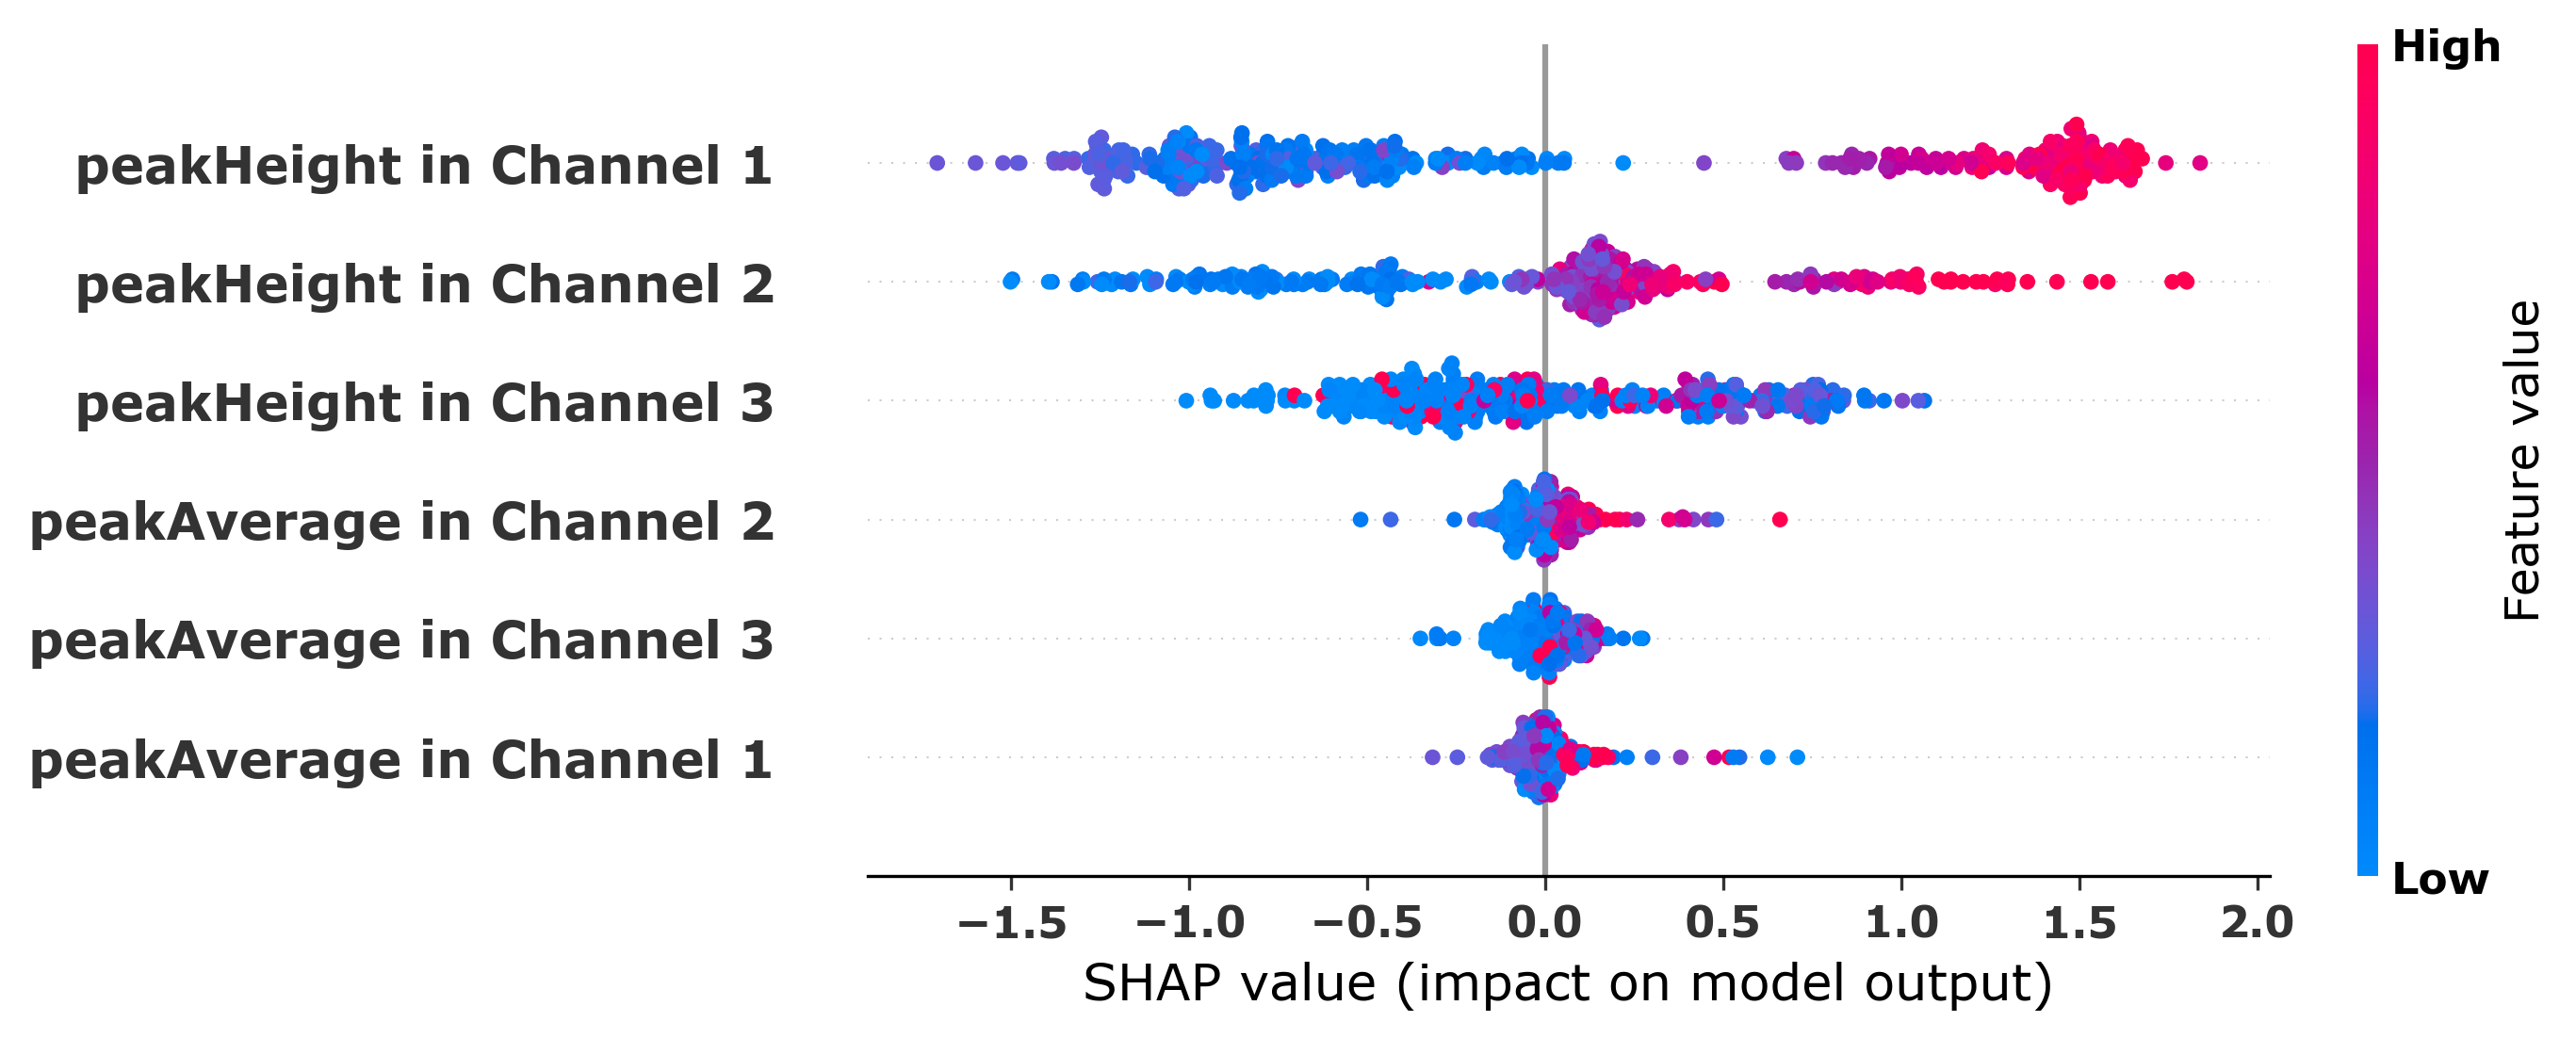 High
peakHeight in Channel 1
peakHeight in Channel 2
peakHeight in Channel 3
peakAverage in Channel 2
peakAverage in Channel 3
peakAverage in Channel 1
Feature value
Low
−1.5 −1.0 −0.5 0.0 0.5 1.0 1.5 2.0
SHAP value (impact on model output)